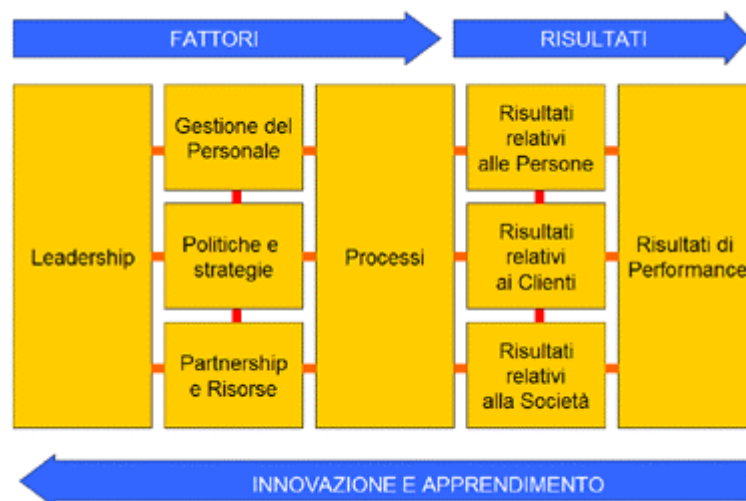 FATTORI
RISULTATI
Leadership
Gestione del
Personale
Politiche e
strategie
Partnership
e Risorse
Processi
Risultati
relativi
alle Persone
Risultati
relativi
ai Clienti
Risultati
relativi
alla Società
Risultati di
Performance
INNOVAZIONE E APPRENDIMENTO